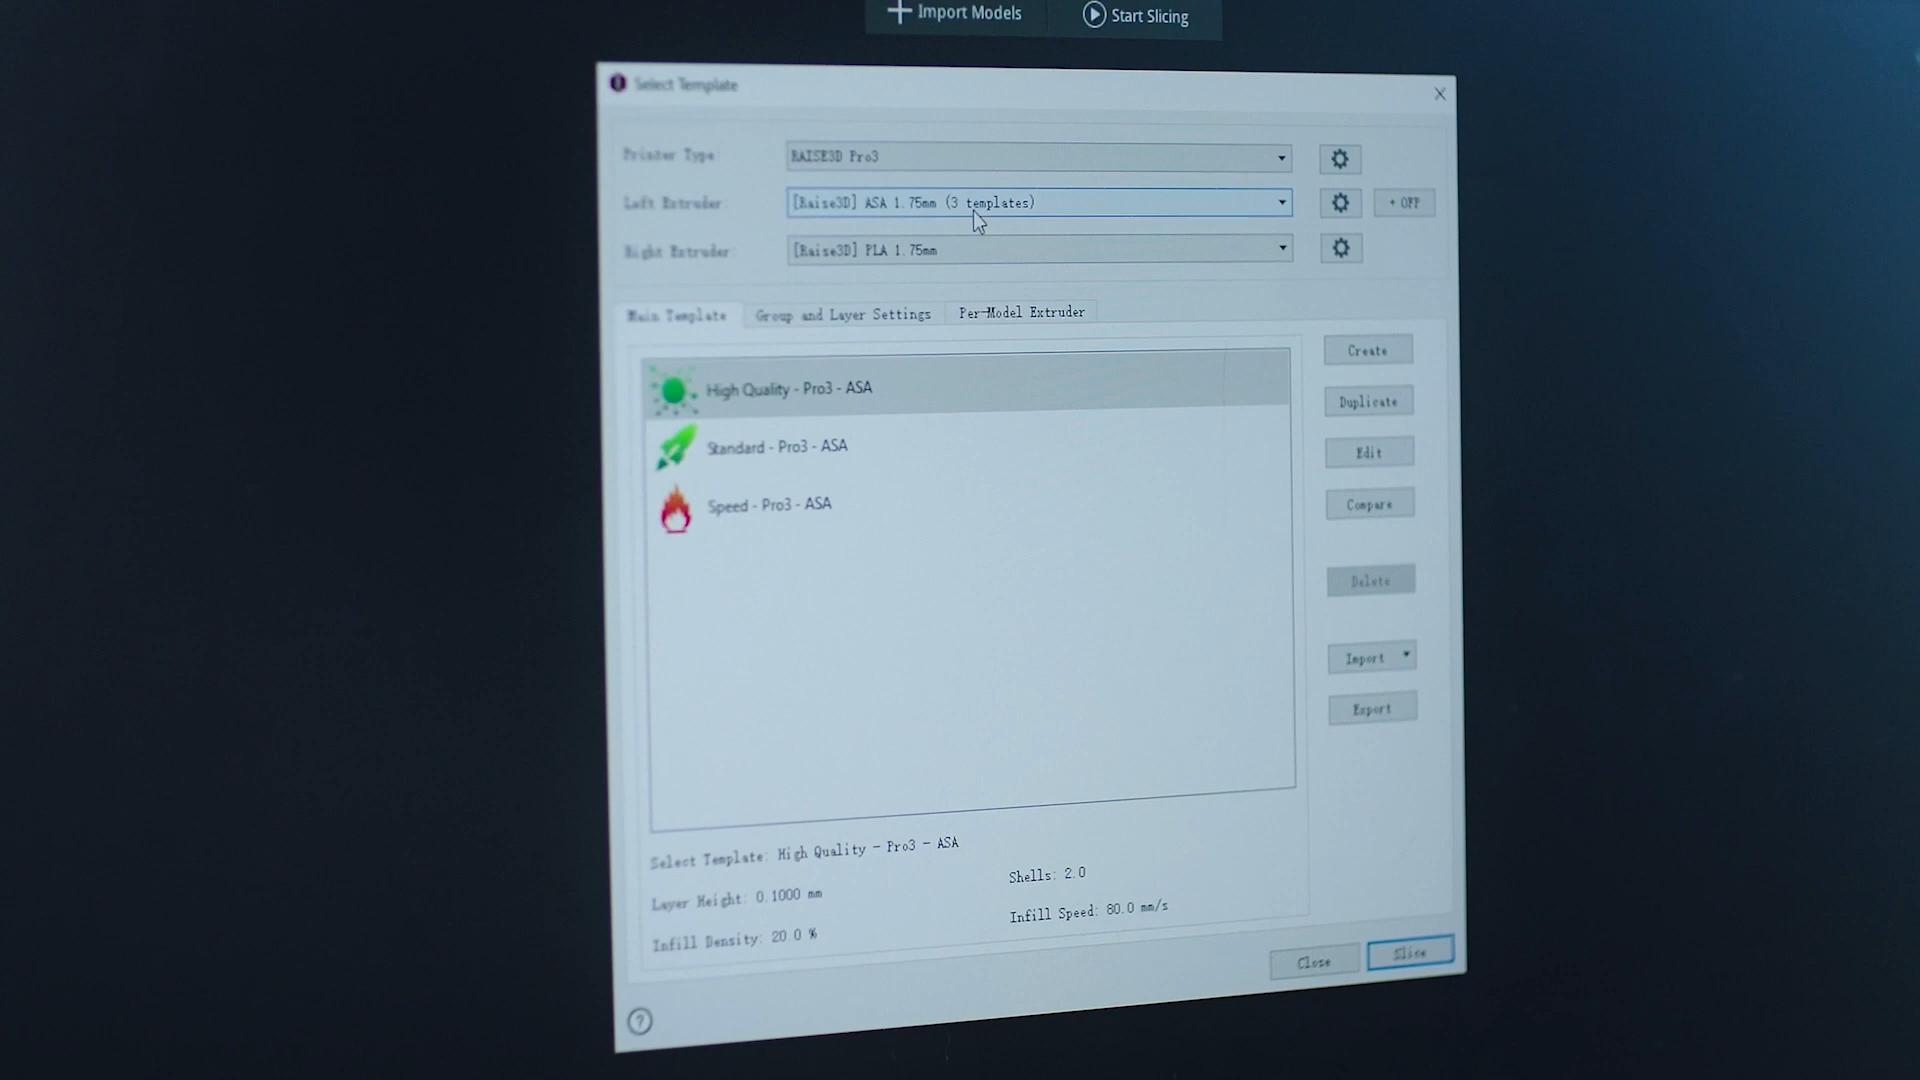 Import Models
Start Slicing
Select Template
Printer Type
RAISE3D Pro3
Left Extruder:
[Raise3D] ASA 1.75mm (3 templates)
+ OFF
Right Extruder:
[Raise3D] PLA 1.75mm
Main Template
Group and Layer Settings
Per-Model Extruder
High Quality - Pro3 - ASA
Standard - Pro3 - ASA
Speed - Pro3 - ASA
Create
Duplicate
Edit
Compare
Delete
Import
Export
Select Template: High Quality - Pro3 - ASA
Layer Height: 0.1000 mm
Shells: 2.0
Infill Density: 20.0 %
Infill Speed: 80.0 mm/s
Close
Slice
?